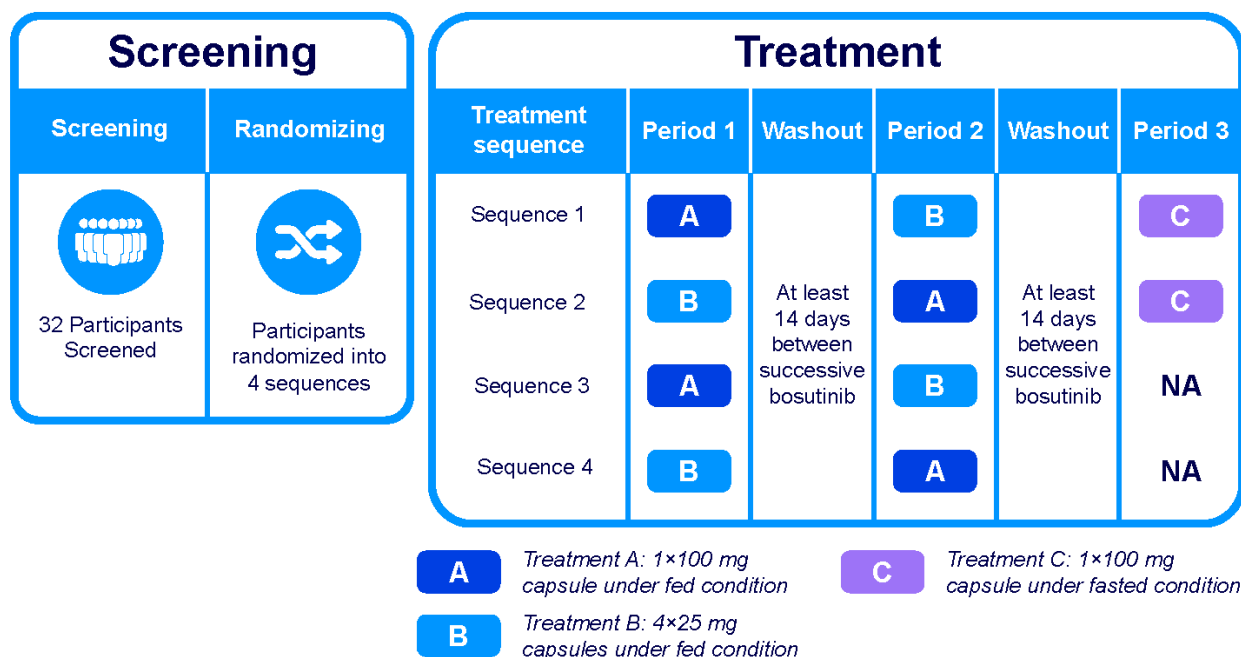 Screening
Screening
Randomizing
32 Participants
Screened
Participants
randomized into
4 sequences
Treatment
Treatment
sequence
Period 1
Washout
Period 2
Washout
Period 3
Sequence 1
A
B
C
Sequence 2
B
A
C
Sequence 3
A
B
NA
Sequence 4
B
A
NA
At least
14 days
between
successive
bosutinib
At least
14 days
between
successive
bosutinib
A
Treatment A: 1×100 mg
capsule under fed condition
C
Treatment C: 1×100 mg
capsule under fasted condition
B
Treatment B: 4×25 mg
capsules under fed condition